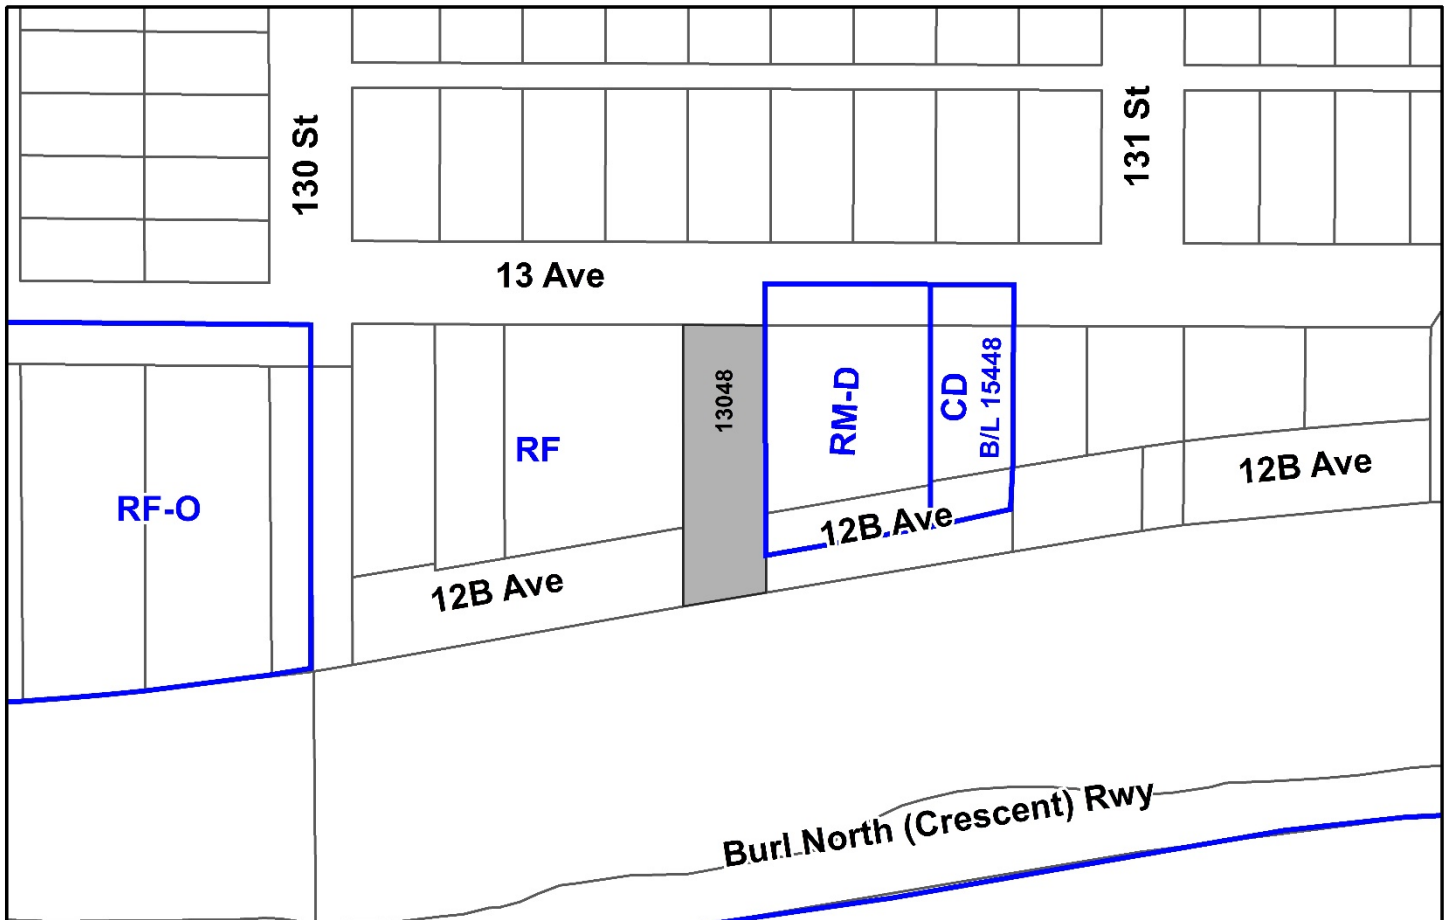 130 St
131 St
13 Ave
13048
RM-D
CD
B/L 15448
RF
RF-O
12B Ave
12B Ave
12B Ave
Burl North (Crescent) Rwy